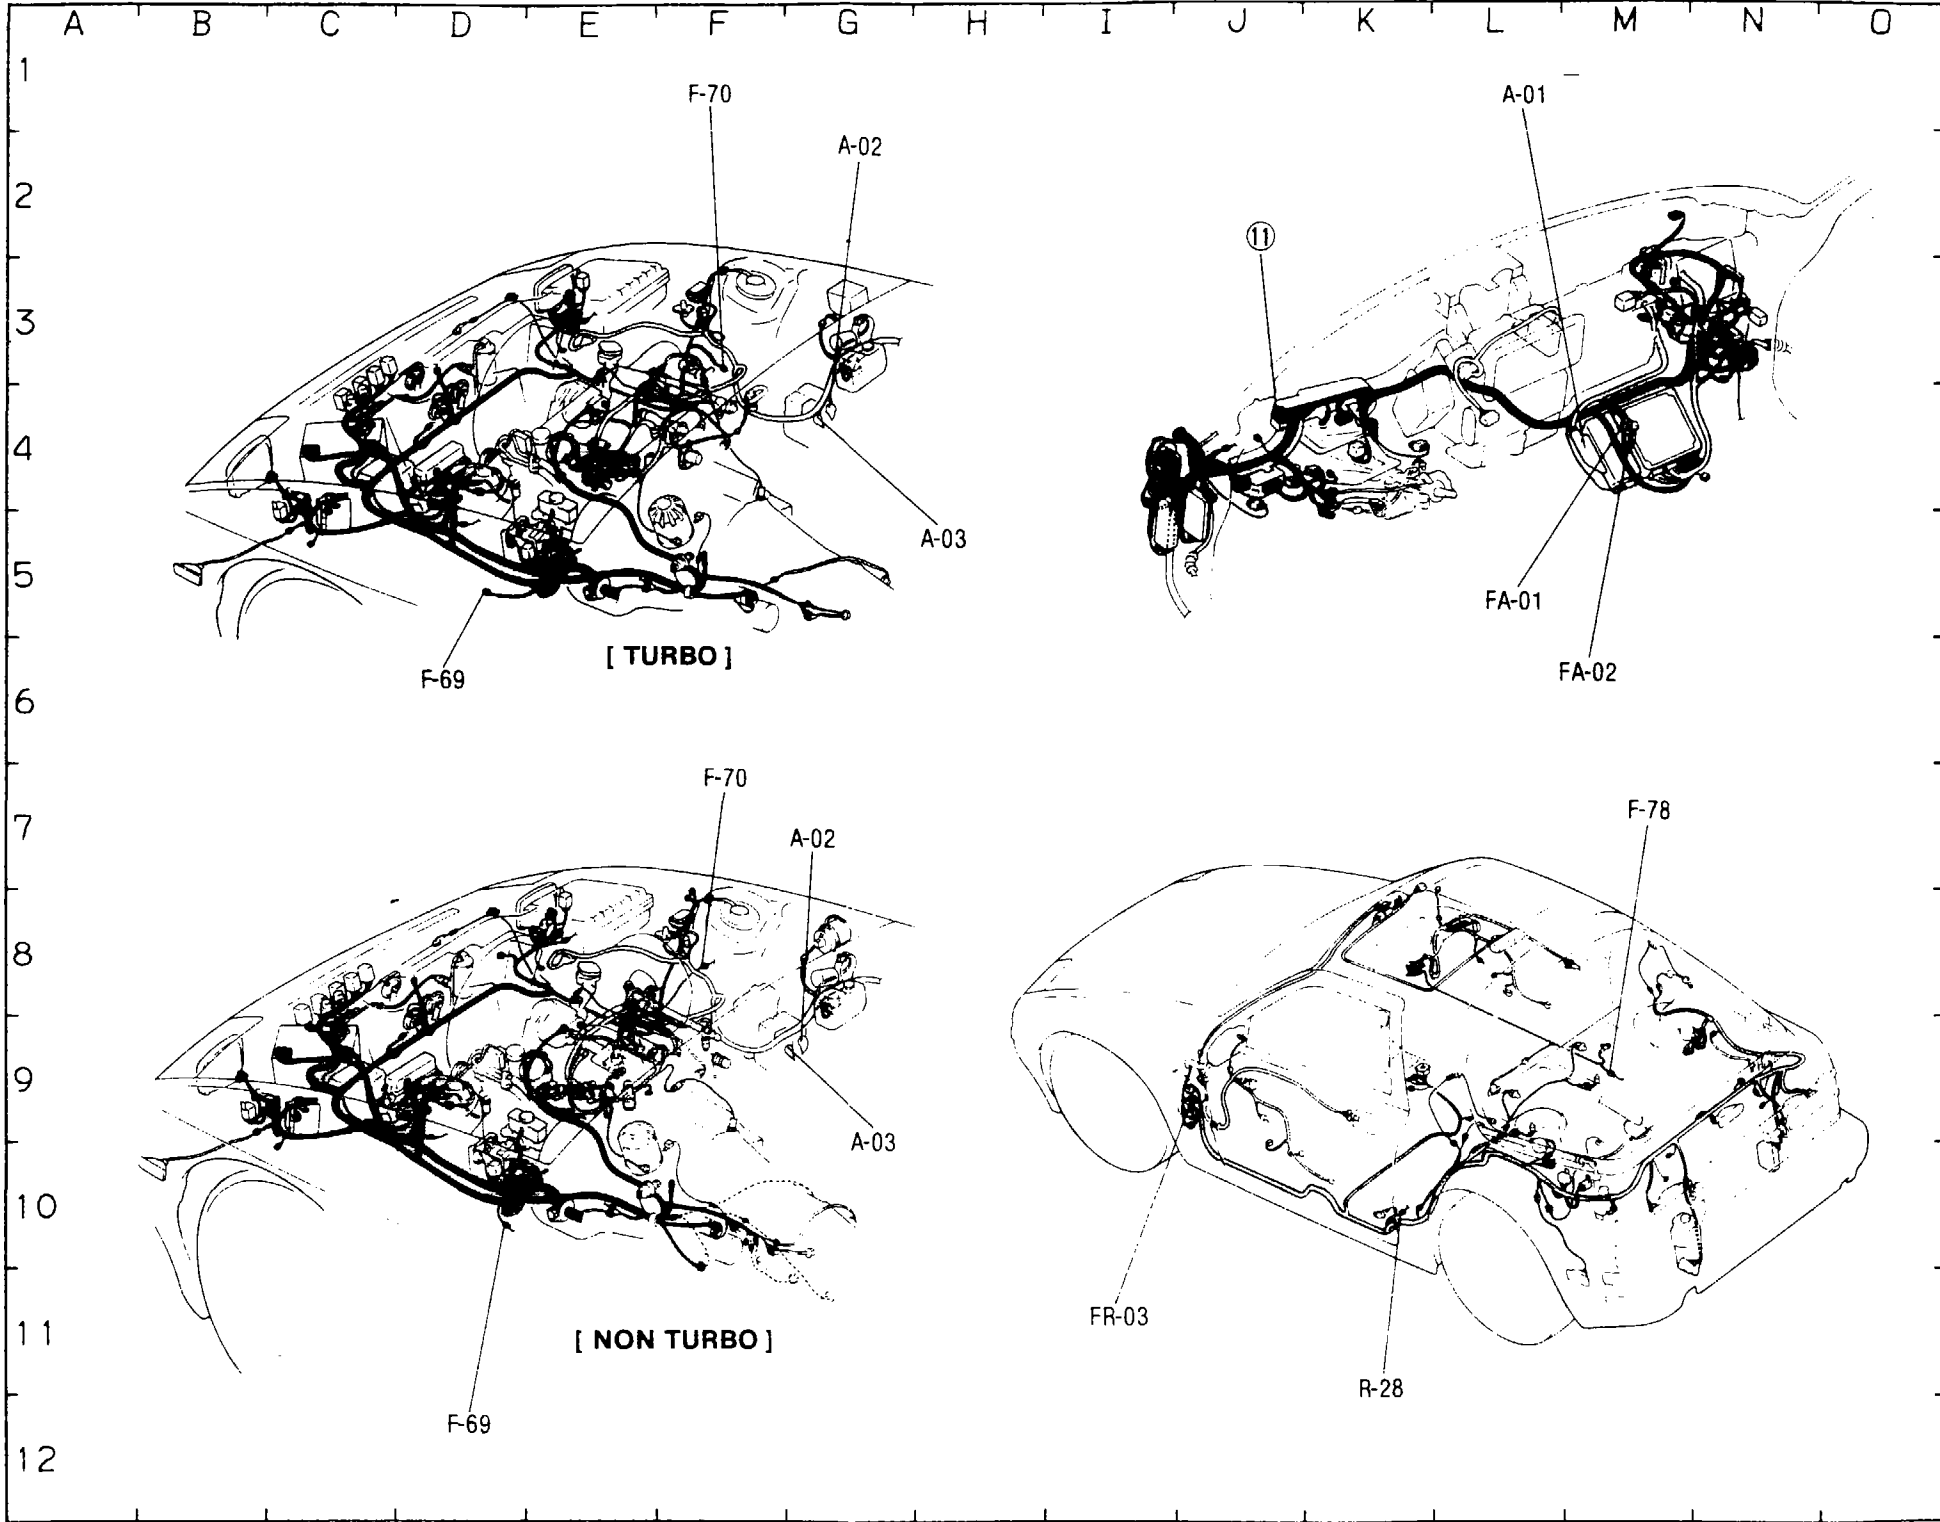 A B C D E F G H I J K L M N O
1
F-70
A-01
A-02
2
11
3
4
A-03
5
FA-01
[ TURBO ]
FA-02
F-69
6
F-70
F-78
7
A-02
8
9
A-03
10
FR-03
11
[ NON TURBO ]
R-28
F-69
12